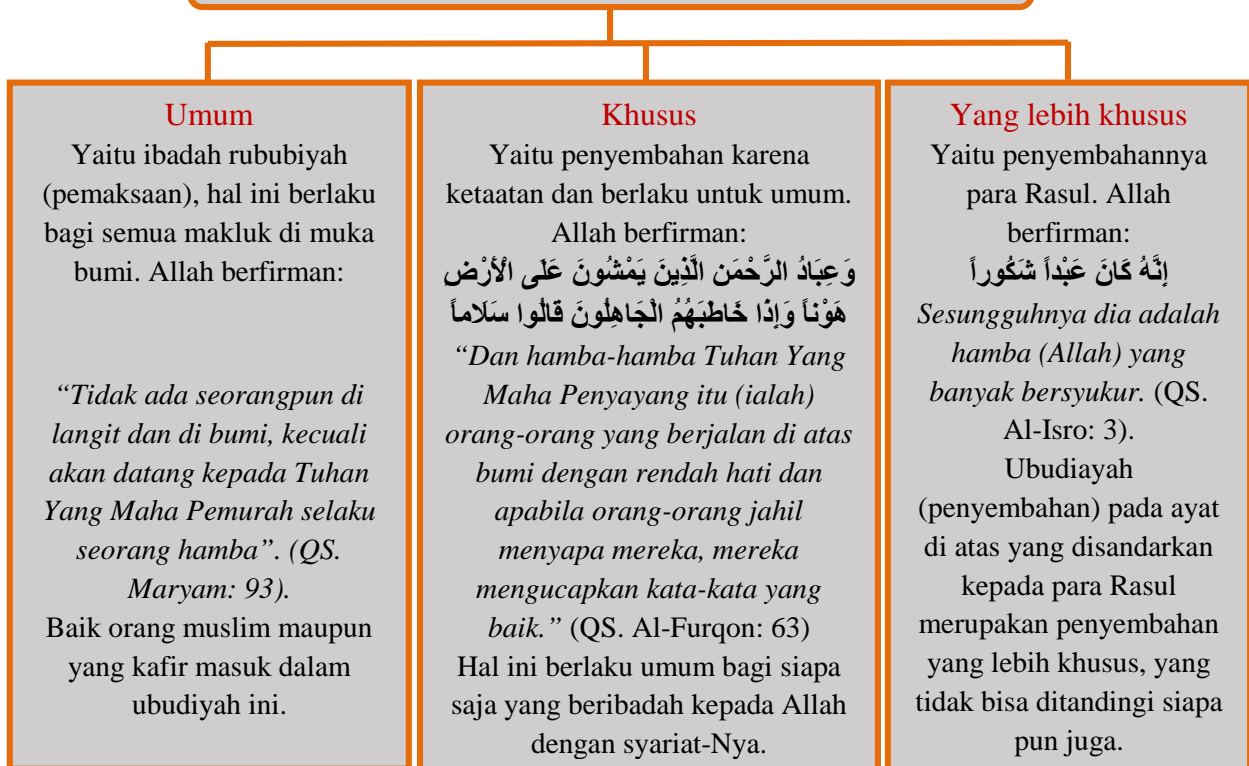 Umum
Yaitu ibadah rububiyah
(pemaksaan), hal ini berlaku
bagi semua makluk di muka
bumi. Allah berfirman:
“Tidak ada seorangpun di
langit dan di bumi, kecuali
akan datang kepada Tuhan
Yang Maha Pemurah selaku
seorang hamba”. (QS.
Maryam: 93).
Baik orang muslim maupun
yang kafir masuk dalam
ubudiyah ini.
Khusus
Yaitu penyembahan karena
ketaatan dan berlaku untuk umum.
Allah berfirman:
وَعِبَادُ الرَّحْمَنِ الَّذِينَ يَمْشُونَ عَلَى الْأَرْضِ
هَوْناً وَإِذَا خَاطَبَهُمُ الْجَاهِلُونَ قَالُوا سَلَاماً
“Dan hamba-hamba Tuhan Yang
Maha Penyayang itu (ialah)
orang-orang yang berjalan di atas
bumi dengan rendah hati dan
apabila orang-orang jahil
menyapa mereka, mereka
mengucapkan kata-kata yang
baik.” (QS. Al-Furqon: 63)
Hal ini berlaku umum bagi siapa
saja yang beribadah kepada Allah
dengan syariat-Nya.
Yang lebih khusus
Yaitu penyembahannya
para Rasul. Allah
berfirman:
إِنَّهُ كَانَ عَبْداً شَكُوراً
Sesungguhnya dia adalah
hamba (Allah) yang
banyak bersyukur. (QS.
Al-Isro: 3).
Ubudiayah
(penyembahan) pada ayat
di atas yang disandarkan
kepada para Rasul
merupakan penyembahan
yang lebih khusus, yang
tidak bisa ditandingi siapa
pun juga.